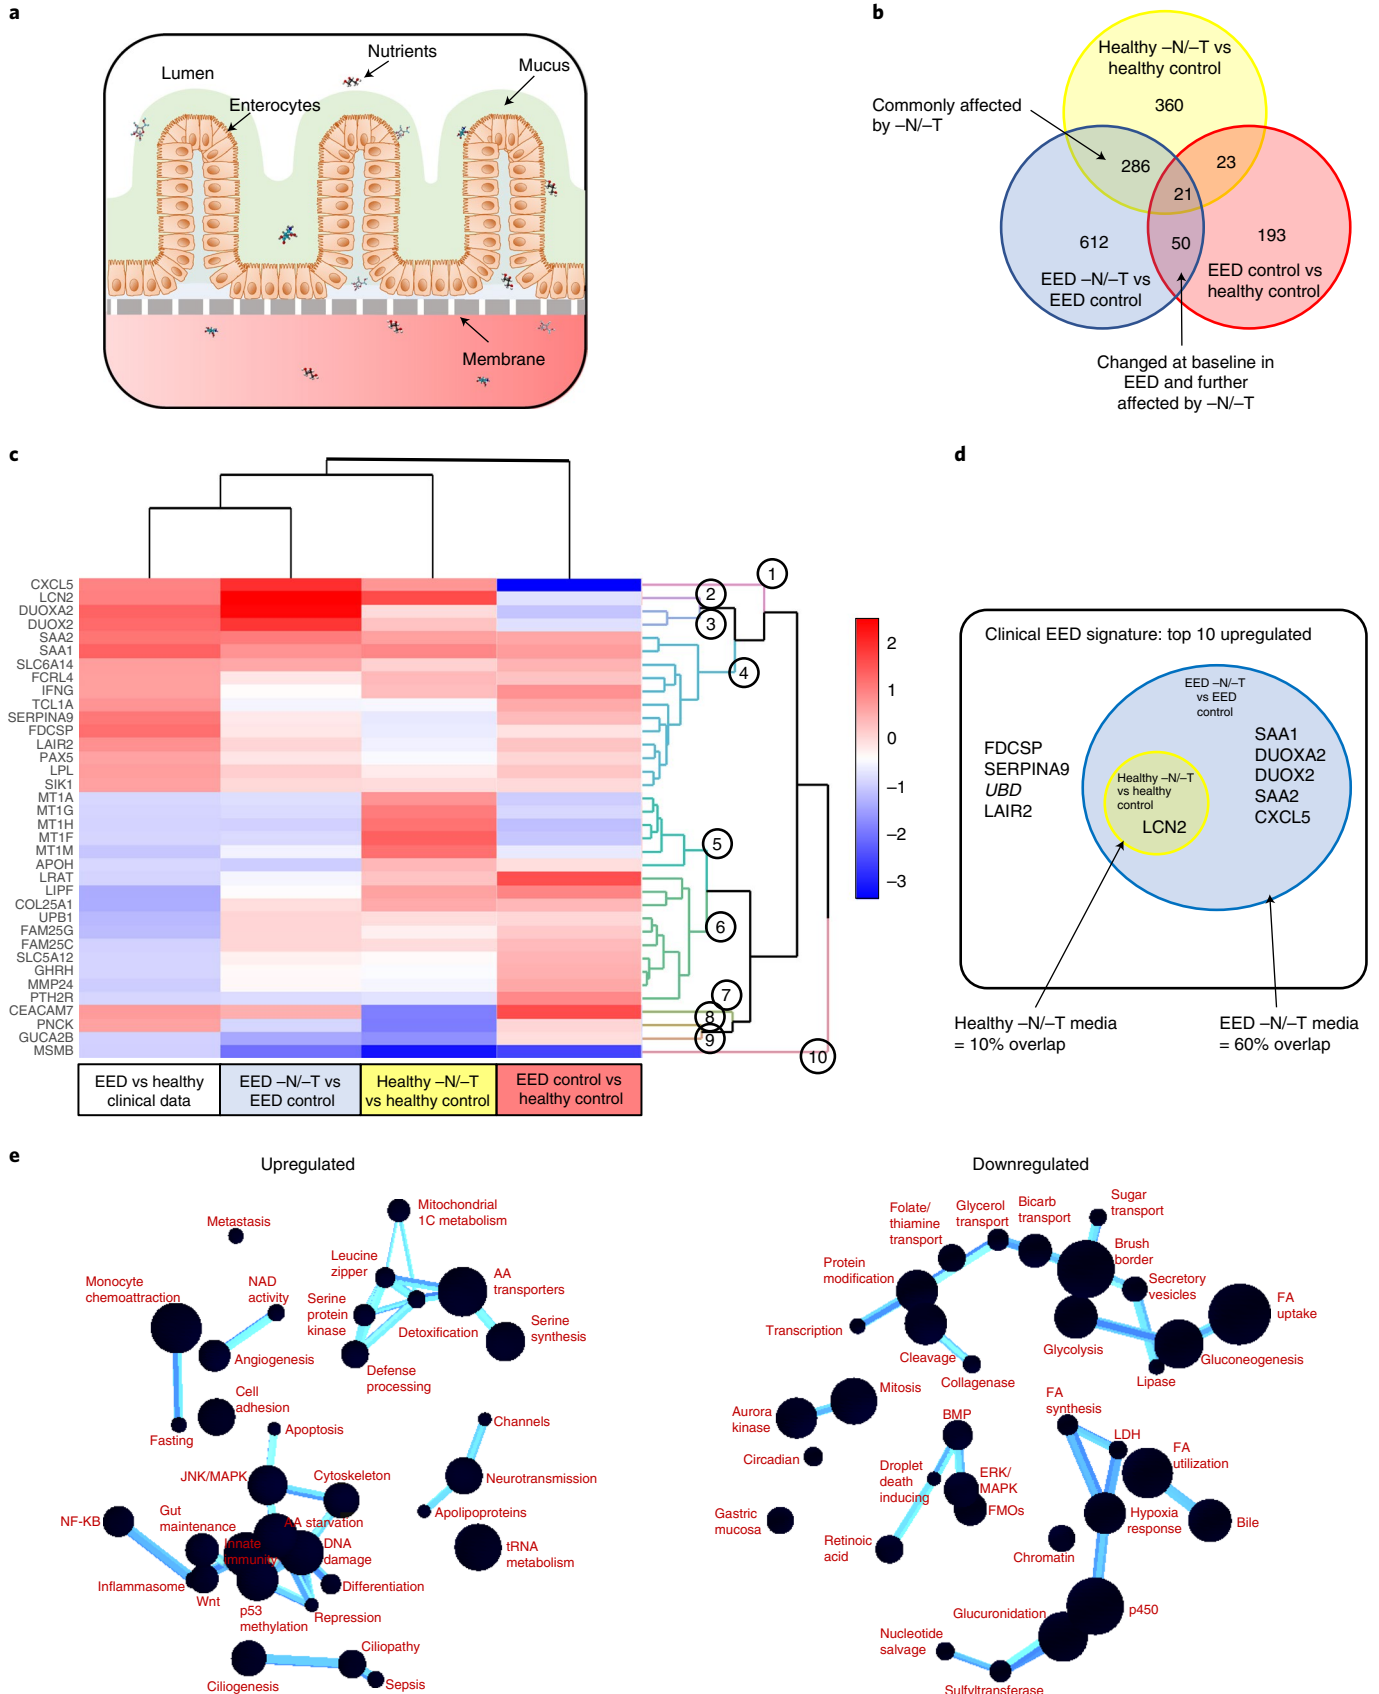 a
Lumen
Nutrients
Mucus
Enterocytes
Membrane
b
Healthy –N/–T vs
healthy control
360
Commonly affected
by –N/–T
286
23
21
612
50
193
EED –N/–T vs
EED control
EED control vs
healthy control
Changed at baseline in
EED and further
affected by –N/–T
c
CXCL5
LCN2
DUOXA2
DUOX2
SAA2
SAA1
SLC6A14
FCRL4
IFNG
TCL1A
SERPINA9
FDCSP
LAIR2
PAX5
LPL
SIK1
MT1A
MT1G
MT1H
MT1F
MT1M
APOH
LRAT
LIPF
COL25A1
UPB1
FAM25G
FAM25C
SLC5A12
GHRH
MMP24
PTH2R
CEACAM7
PNCK
GUCA2B
MSMB
1
2
3
4
5
6
7
8
9
10
2
1
0
–1
–2
–3
EED vs healthy
clinical data
EED –N/–T vs
EED control
Healthy –N/–T
vs healthy control
EED control vs
healthy control
d
Clinical EED signature: top 10 upregulated
EED –N/–T
vs EED
control
FDCSP
SERPINA9
UBD
LAIR2
Healthy –N/–T
vs healthy
control
LCN2
SAA1
DUOXA2
DUOX2
SAA2
CXCL5
Healthy –N/–T media
= 10% overlap
EED –N/–T media
= 60% overlap
e
Upregulated
Metastasis
Mitochondrial
1C metabolism
Leucine
zipper
Monocyte
chemoattraction
NAD
activity
AA
transporters
Serine
protein
kinase
Detoxification
Serine
synthesis
Angiogenesis
Defense
processing
Cell
adhesion
Fasting
Apoptosis
Channels
JNK/MAPK
Cytoskeleton
Neurotransmission
NF-KB
Gut
maintenance
AA starvation
Apolipoproteins
Innate
immunity
DNA
damage
tRNA
metabolism
Inflammasome
Differentiation
Wnt
p53
methylation
Repression
Ciliopathy
Ciliogenesis
Sepsis
Downregulated
Folate/
thiamine
transport
Glycerol
transport
Bicarb
transport
Sugar
transport
Protein
modification
Brush
border
Secretory
vesicles
FA
uptake
Transcription
Cleavage
Glycolysis
Gluconeogenesis
Collagenase
Lipase
Mitosis
FA
synthesis
Aurora
kinase
BMP
LDH
Circadian
Droplet
death
inducing
ERK/
MAPK
FA
utilization
FMOs
Gastric
mucosa
Hypoxia
response
Bile
Retinoic
acid
Chromatin
Glucuronidation
p450
Nucleotide
salvage
Sulfyltransferase